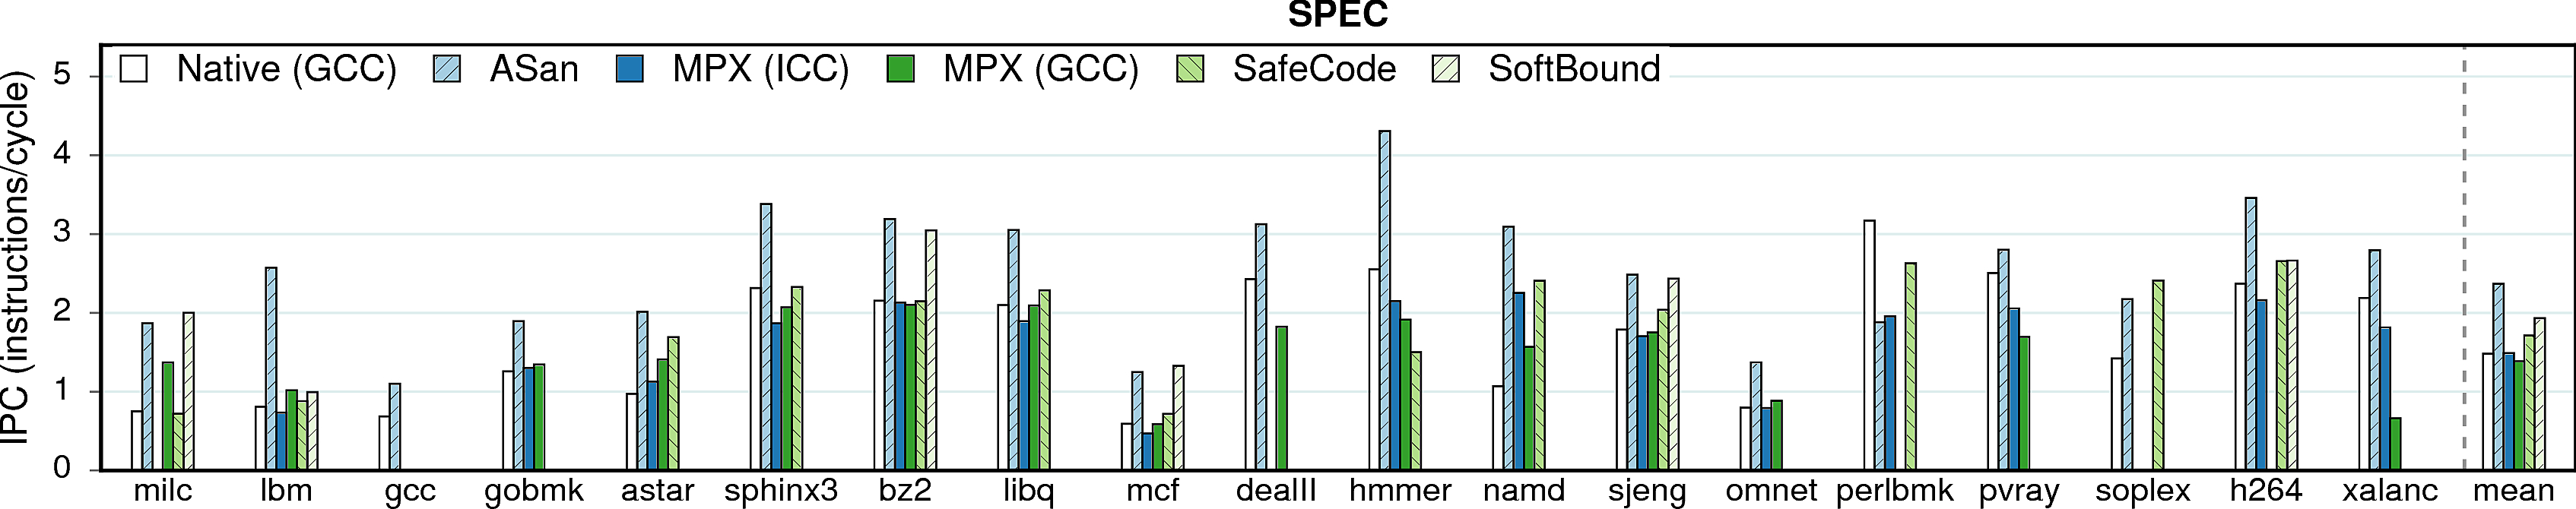 SPEC
IPC (instructions/cycle)
5
4
3
2
1
0
Native (GCC) ASan MPX (ICC) MPX (GCC) SafeCode SoftBound
milc lbm gcc gobmk astar sphinx3 bz2 libq mcf dealII hmmer namd sjeng omnet perlbmk pvray soplex h264 xalanc mean